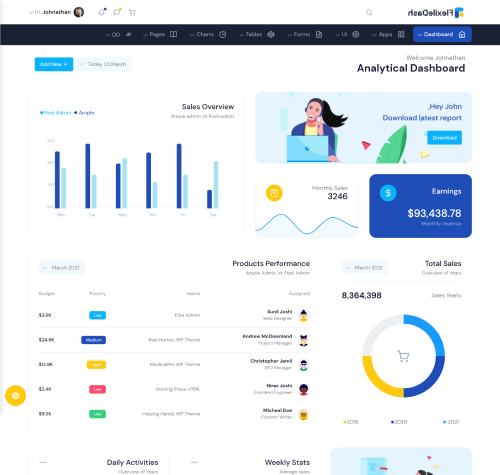 FlexiiDash
Hi, Johnathan
Dashboard
Apps
UI
Forms
Tables
Charts
Pages
DD
Welcome Johnathan
Analytical Dashboard
Today 23 March
Add New +
Hey John,
Download latest report
Download
Sales Overview
Ample admin Vs Pixel admin
Pixel Admin
Ample
Mon
Tue
Wed
Thu
Fri
Sat
Monthly Sales
3246
Earnings
$93,438.78
Monthly revenue
Products Performance
Ample Admin Vs Pixel Admin
March 2021
Assigned
Name
Priority
Budget
Sunil Joshi
Web Designer
Elite Admin
Low
$3.9K
Andrew McDownland
Project Manager
Real Homes WP Theme
Medium
$24.5K
Christopher Jamil
SEO Manager
MedicalPro WP Theme
$12.8K
Nirav Joshi
Frontend Engineer
Hosting Press HTML
Low
$2.4K
Micheal Doe
Content Writer
Helping Hands WP Theme
Low
$9.3K
Total Sales
Overview of Years
March 2021
Sales Yearly
8,364,398
2021
2020
2019
Daily Activities
Overview of Years
Weekly Stats
Average sales